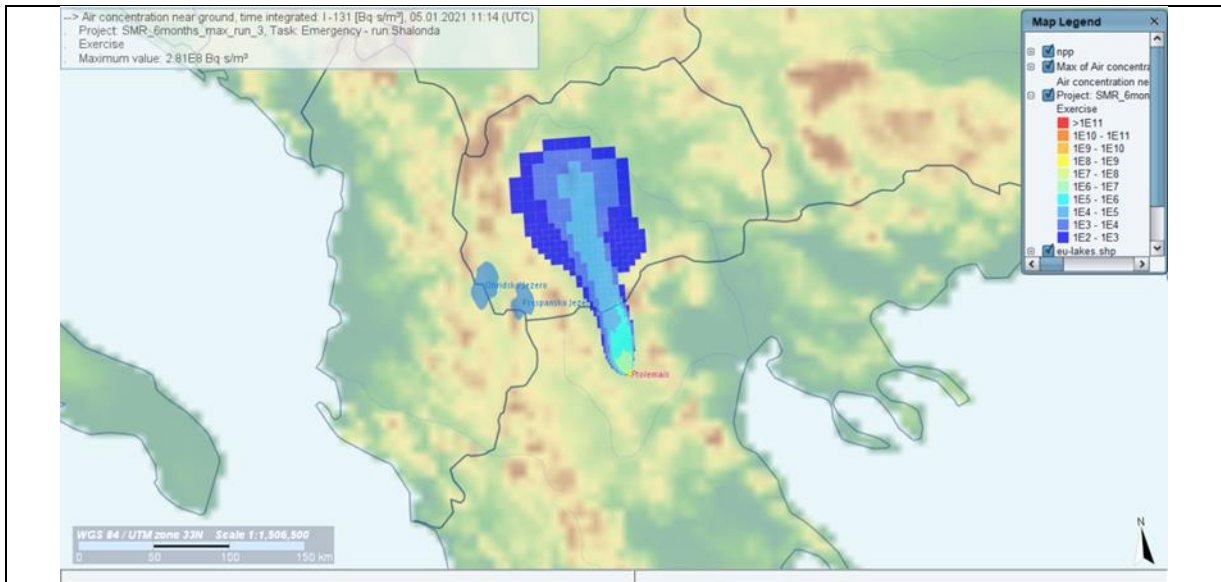 --> Air concentration near ground, time integrated: I -131 [Bq·s/m³], 05.01.2021 11:14 (UTC)
. Project: SMR_6months_max_run_3, Task: Emergency - run Shalonda
. Exercise
. Maximum value: 2.81E8 Bq·s/m³
Map Legend
npp
Max of Air concentra
Air concentration ne
Project: SMR_6mon
Exercise
>1E11
1E10 - 1E11
1E9 - 1E10
1E8 - 1E9
1E7 - 1E8
1E6 - 1E7
1E5 - 1E6
1E4 - 1E5
1E3 - 1E4
1E2 - 1E3
eu-lakes.shp
Ohridsko Jezero
Prespansko Jezero
Ptolemais
WGS 84 / UTM zone 33N Scale 1:1,506,500
0 50 100 150 km
N